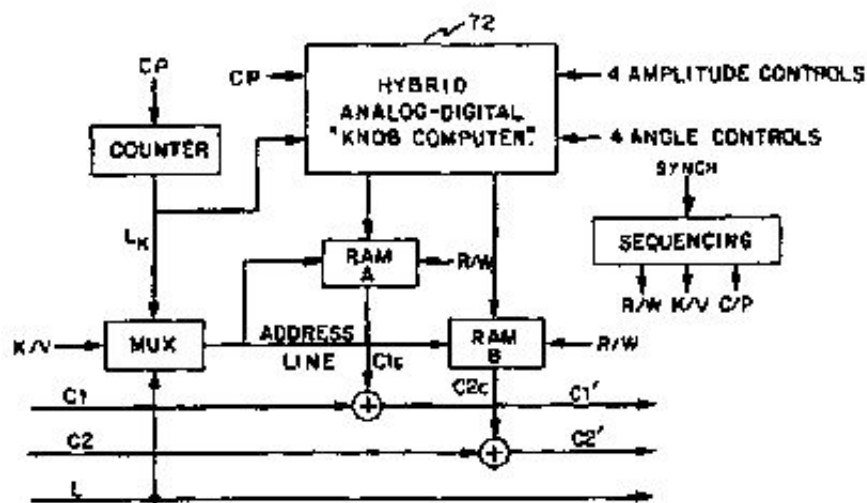 72
CP
CP
HYBRID
ANALOG-DIGITAL
"KNOB COMPUTER"
4 AMPLITUDE CONTROLS
4 ANGLE CONTROLS
COUNTER
SYNCH
SEQUENCING
LK
RAM
A
R/W
R/W K/V C/P
K/V
MUX
ADDRESS
LINE
RAM
B
R/W
C1c
C2c
C1
C1'
C2
C2'
L